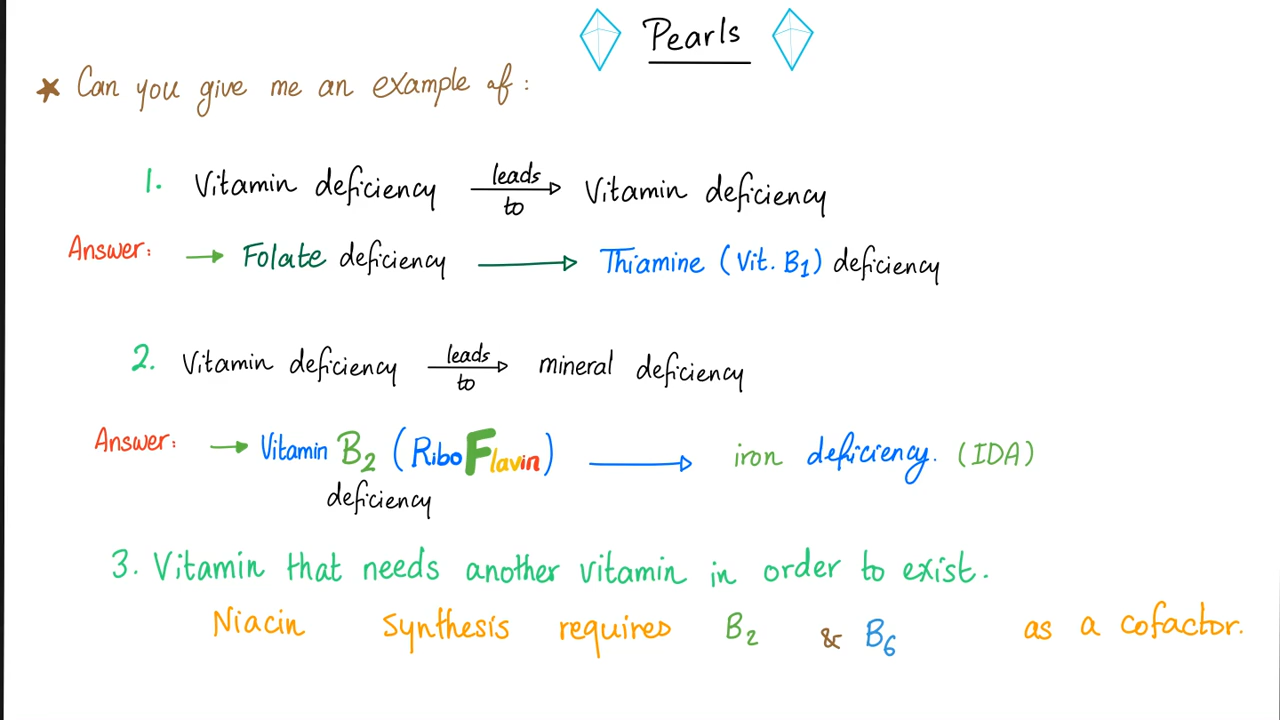 Pearls
★ Can you give me an example of:
1. Vitamin deficiency leads to → Vitamin deficiency
Answer: → Folate deficiency → Thiamine (Vit. B1) deficiency
2. Vitamin deficiency leads to → mineral deficiency
Answer: → Vitamin B2 (RiboFlavin) → iron deficiency. (IDA)
deficiency
3. Vitamin that needs another vitamin in order to exist.
Niacin synthesis requires B2 & B6 as a cofactor.